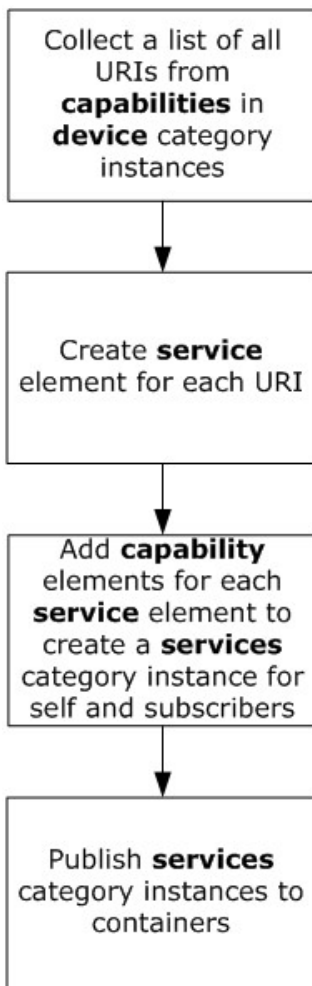 Collect a list of all
URIs from
capabilities in
device category
instances
Create service
element for each URI
Add capability
elements for each
service element to
create a services
category instance for
self and subscribers
Publish services
category instances to
containers